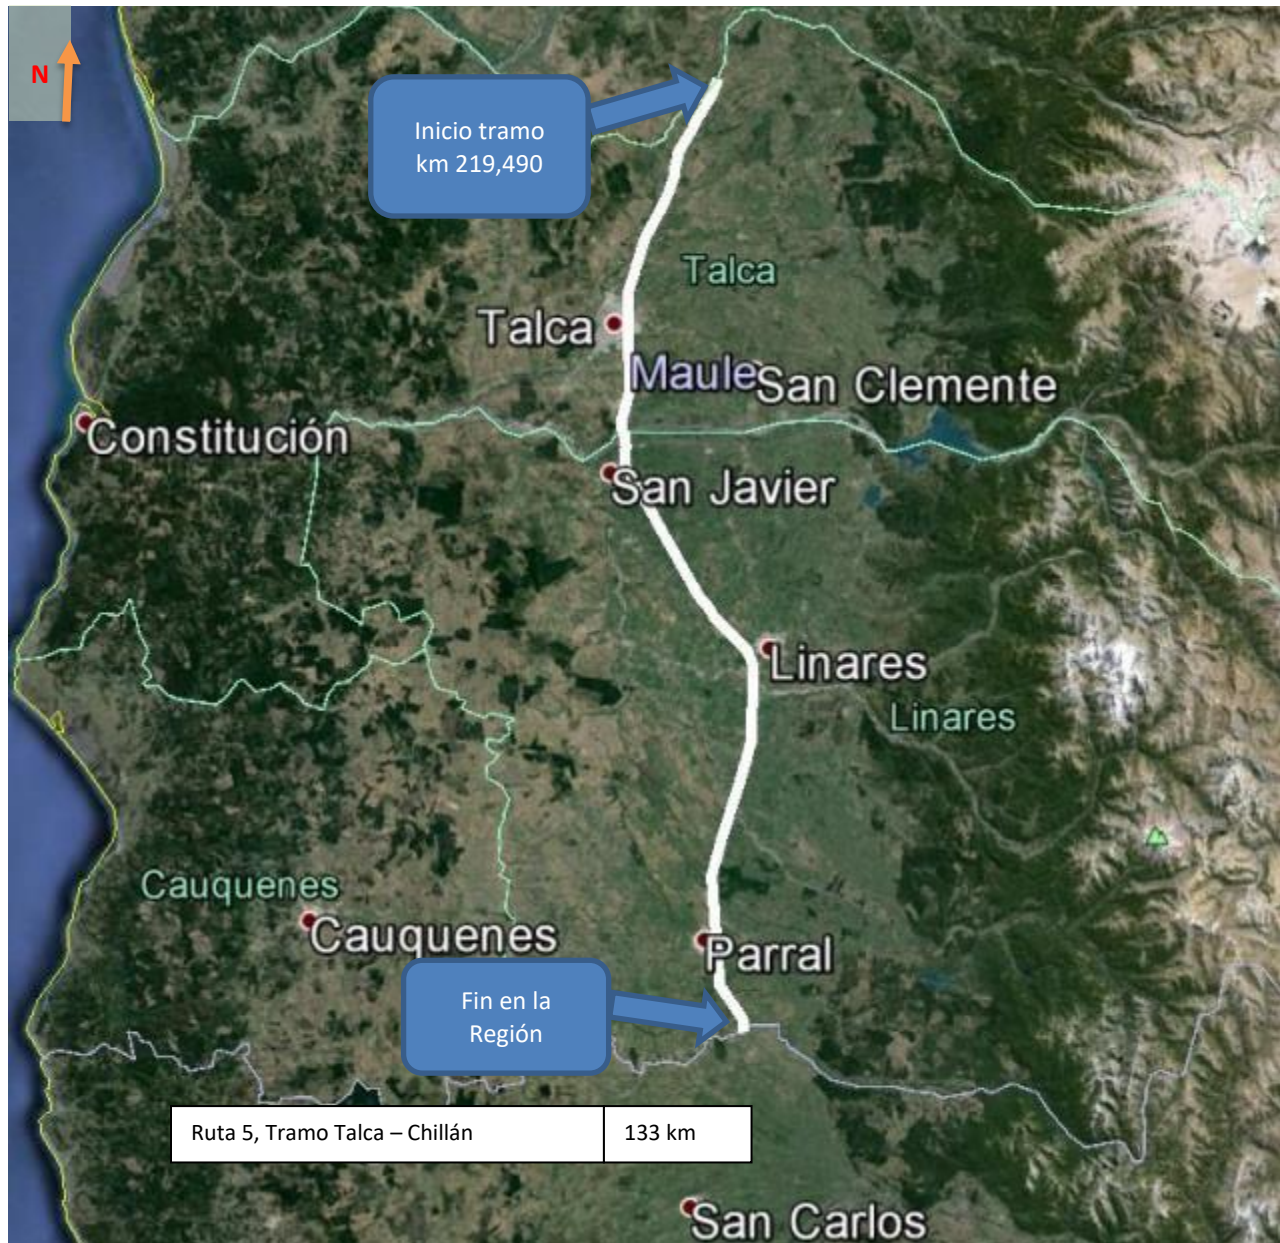 N
Inicio tramo
km 219,490
Talca
Talca
Maule
San Clemente
Constitución
San Javier
Linares
Linares
Cauquenes
Cauquenes
Parral
Fin en la
Región
Ruta 5, Tramo Talca – Chillán 133 km
San Carlos